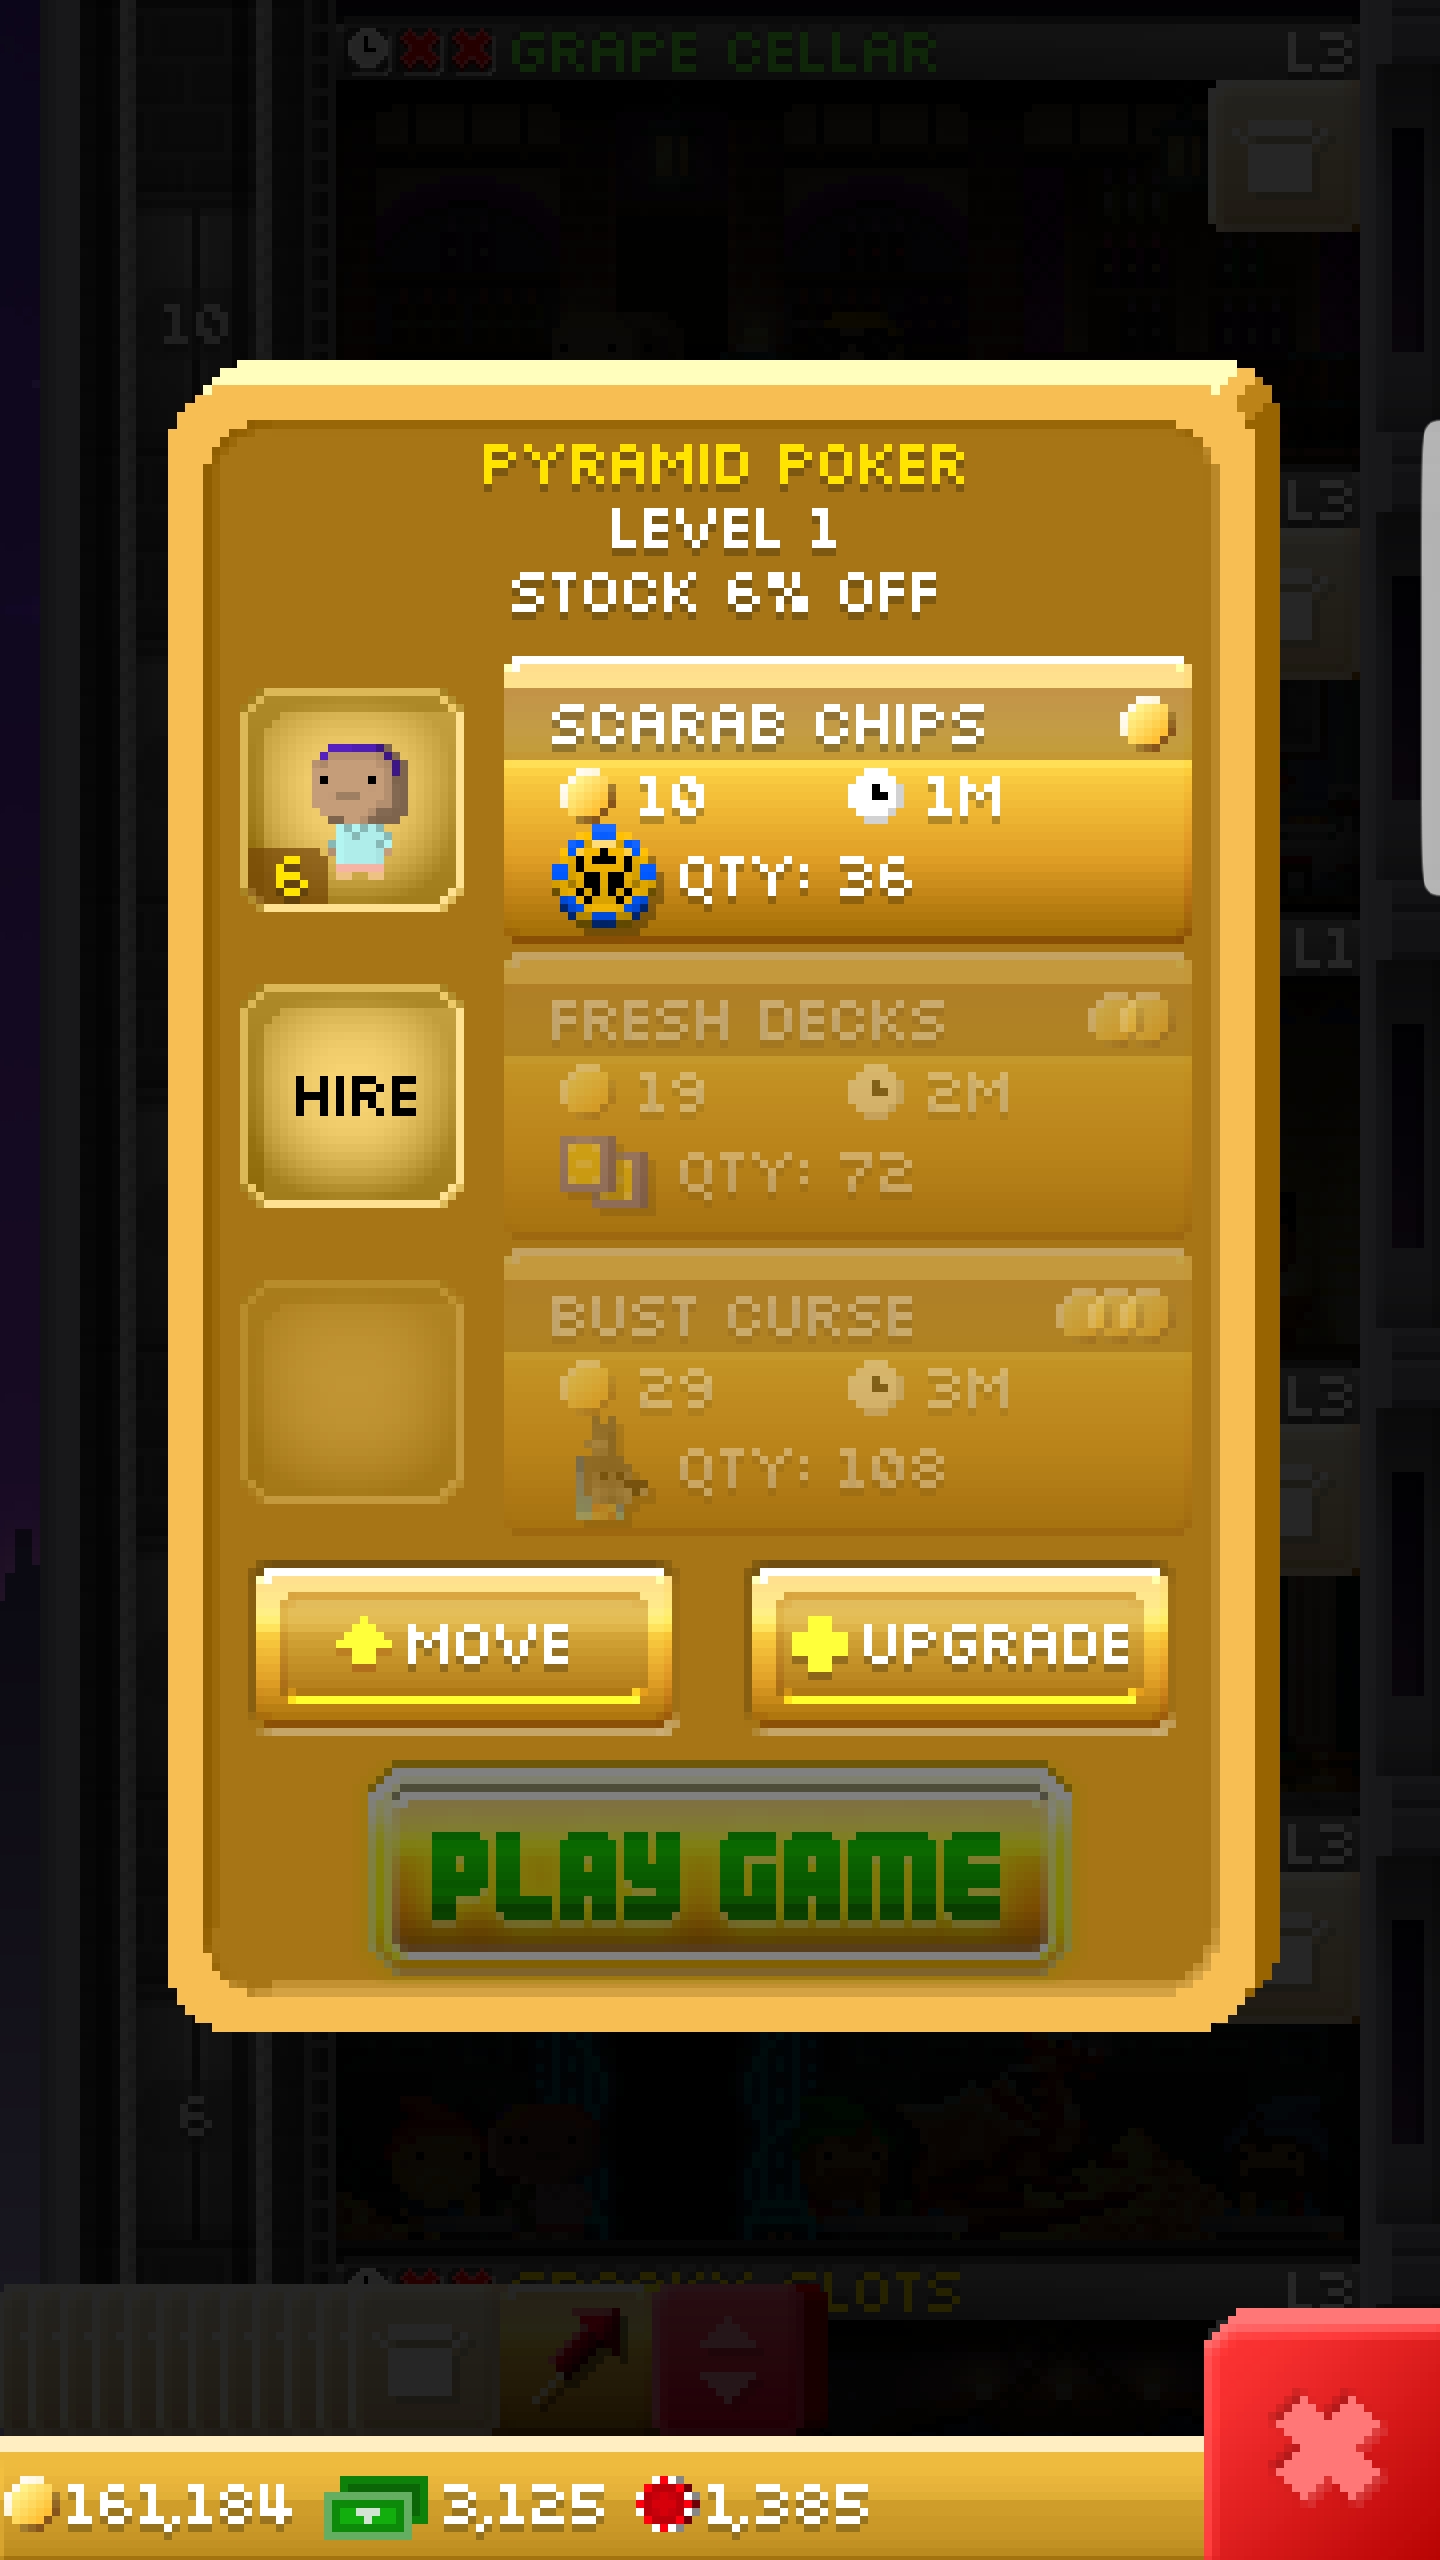 GRAPE CELLAR L3
10
L3
PYRAMID POKER
LEVEL 1
STOCK 6% OFF
SCARAB CHIPS
10 1M
6
QTY: 36
L1
FRESH DECKS
19 2M
HIRE
QTY: 72
BUST CURSE
29 3M
L3
QTY: 108
MOVE UPGRADE
L3
PLAY GAME
6
SLOTS L3
161,184 3,125 1,385